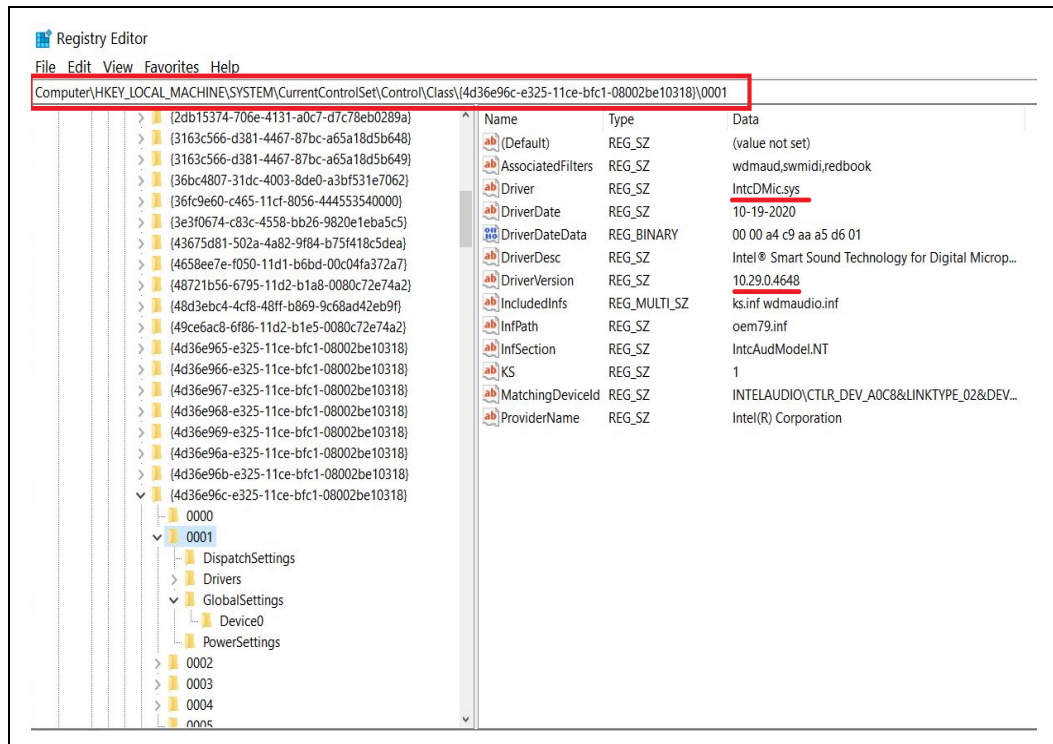 Registry Editor
File Edit View Favorites Help
Computer\HKEY_LOCAL_MACHINE\SYSTEM\CurrentControlSet\Control\Class\{4d36e96c-e325-11ce-bfc1-08002be10318}\0001
{2db15374-706e-4131-a0c7-d7c78eb0289a}
{3163c566-d381-4467-87bc-a65a18d5b648}
{3163c566-d381-4467-87bc-a65a18d5b649}
{36bc4807-31dc-4003-8de0-a3bf531e7062}
{36fc9e60-c465-11cf-8056-444553540000}
{3e3f0674-c83c-4558-bb26-9820e1eba5c5}
{43675d81-502a-4a82-9f84-b75f418c5dea}
{4658ee7e-f050-11d1-b6bd-00c04fa372a7}
{48721b56-6795-11d2-b1a8-0080c72e74a2}
{48d3ebc4-4cf8-48ff-b869-9c68ad42eb9f}
{49ce6ac8-6f86-11d2-b1e5-0080c72e74a2}
{4d36e965-e325-11ce-bfc1-08002be10318}
{4d36e966-e325-11ce-bfc1-08002be10318}
{4d36e967-e325-11ce-bfc1-08002be10318}
{4d36e968-e325-11ce-bfc1-08002be10318}
{4d36e969-e325-11ce-bfc1-08002be10318}
{4d36e96a-e325-11ce-bfc1-08002be10318}
{4d36e96b-e325-11ce-bfc1-08002be10318}
{4d36e96c-e325-11ce-bfc1-08002be10318}
0000
0001
DispatchSettings
Drivers
GlobalSettings
Device0
PowerSettings
0002
0003
0004
0005
Name Type Data
(Default) REG_SZ (value not set)
AssociatedFilters REG_SZ wdmaud,swmidi,redbook
Driver REG_SZ IntcDMic.sys
DriverDate REG_SZ 10-19-2020
DriverDateData REG_BINARY 00 00 a4 c9 aa a5 d6 01
DriverDesc REG_SZ Intel® Smart Sound Technology for Digital Microp...
DriverVersion REG_SZ 10.29.0.4648
IncludedInfs REG_MULTI_SZ ks.inf wdmaudio.inf
InfPath REG_SZ oem79.inf
InfSection REG_SZ IntcAudModel.NT
KS REG_SZ 1
MatchingDeviceId REG_SZ INTELAUDIO\CTLR_DEV_A0C8&LINKTYPE_02&DEV...
ProviderName REG_SZ Intel(R) Corporation